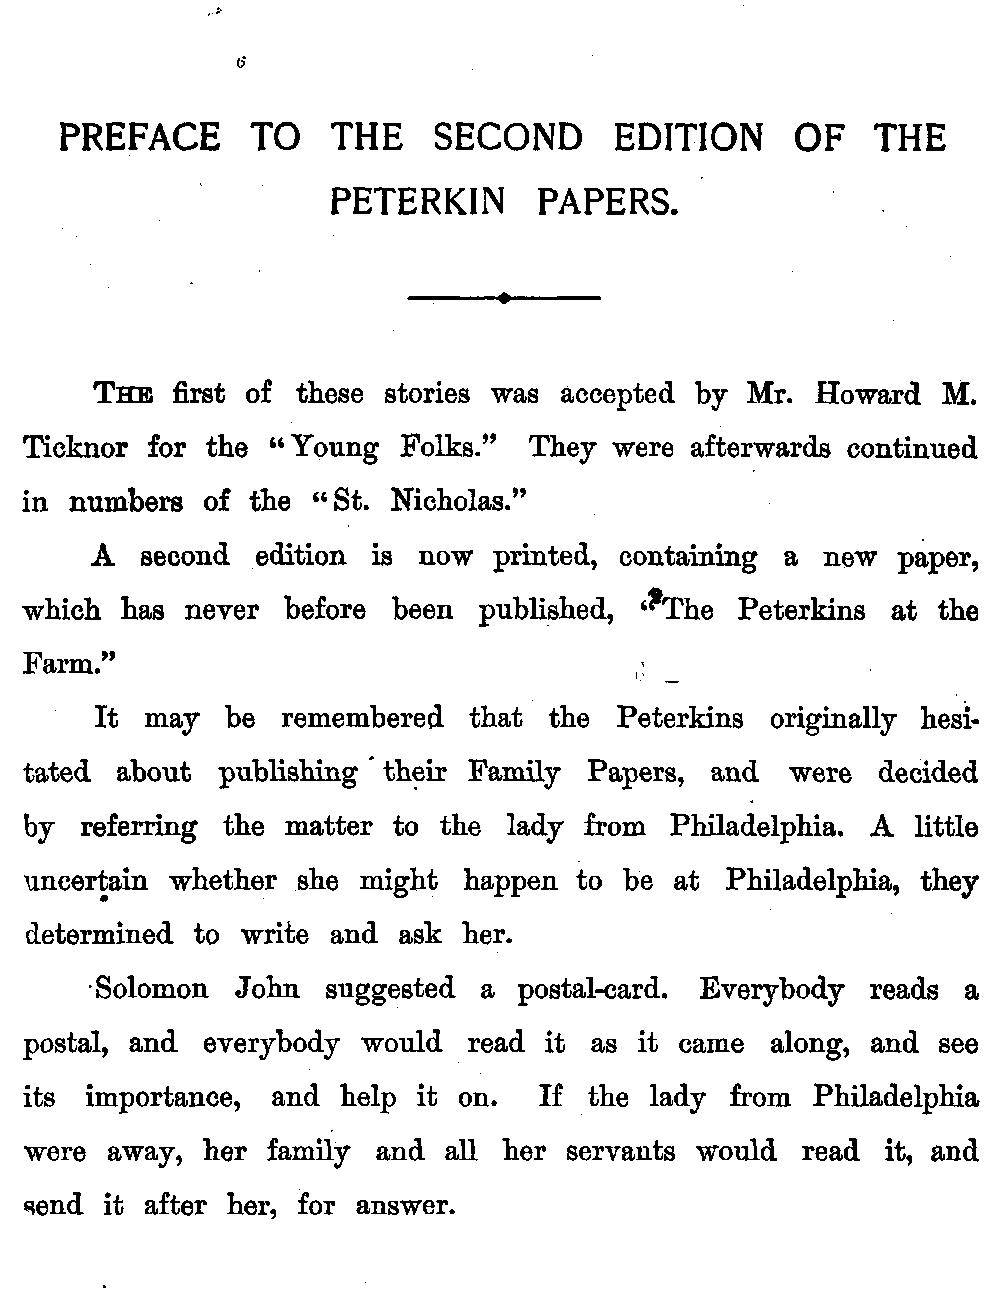 PREFACE TO THE SECOND EDITION OF THE
PETERKIN PAPERS.
THE first of these stories was accepted by Mr. Howard M.
Ticknor for the “Young Folks.” They were afterwards continued
in numbers of the “St. Nicholas.”
A second edition is now printed, containing a new paper,
which has never before been published, “The Peterkins at the
Farm.”
It may be remembered that the Peterkins originally hesi-
tated about publishing their Family Papers, and were decided
by referring the matter to the lady from Philadelphia. A little
uncertain whether she might happen to be at Philadelphia, they
determined to write and ask her.
Solomon John suggested a postal-card. Everybody reads a
postal, and everybody would read it as it came along, and see
its importance, and help it on. If the lady from Philadelphia
were away, her family and all her servants would read it, and
send it after her, for answer.